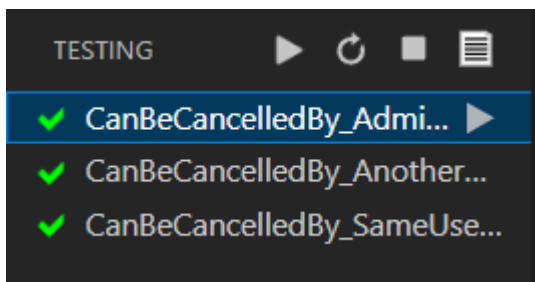 TESTING
CanBeCancelledBy_Admi...
CanBeCancelledBy_Another...
CanBeCancelledBy_SameUse...